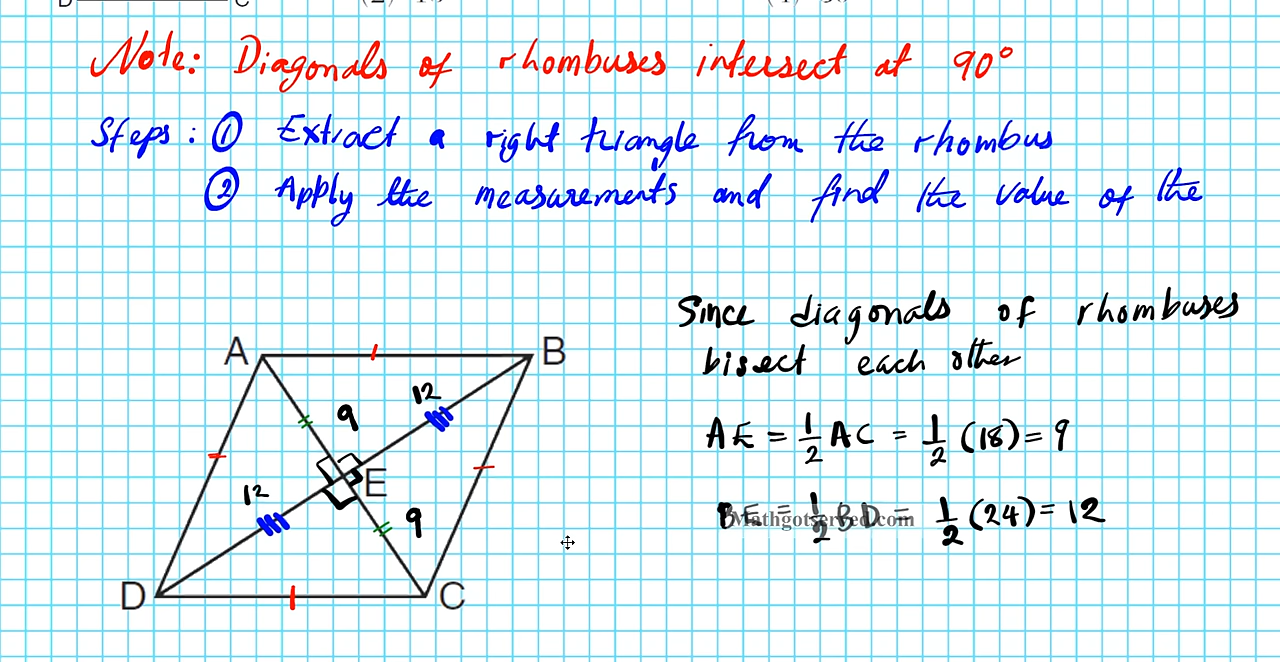 Note: Diagonals of rhombuses intersect at 90°
Steps: ① Extract a right triangle from the rhombus
② Apply the measurements and find the value of the
Since diagonals of rhombuses
bisect each other
A B
9 12
AE = 1/2 AC = 1/2 (18) = 9
E
12 9
BE = 1/2 BD = 1/2 (24) = 12
Mathgotserved.com
D C